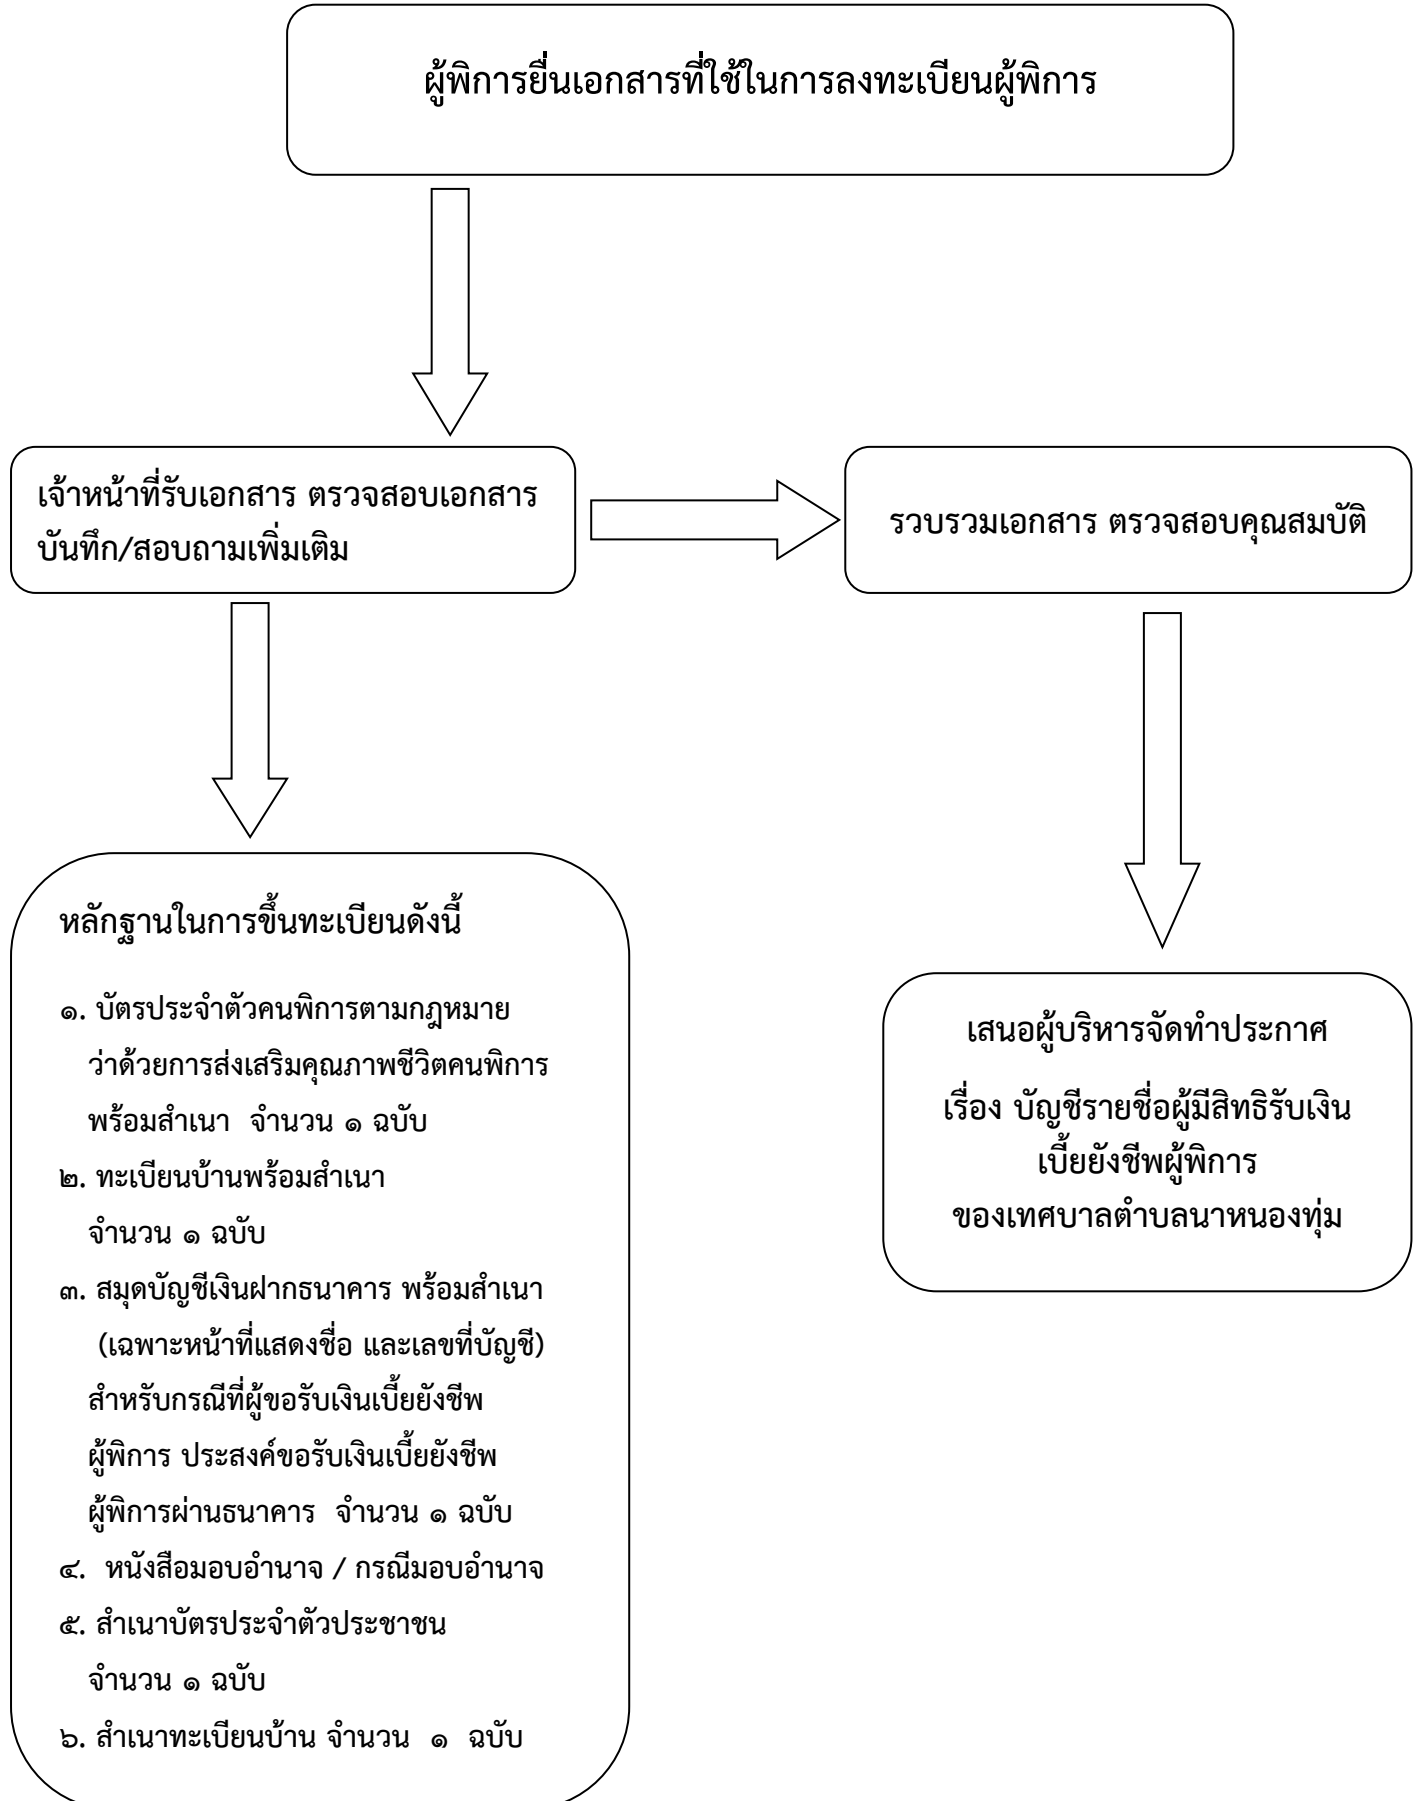 ผู้พิการยื่นเอกสารที่ใช้ในการลงทะเบียนผู้พิการ
เจ้าหน้าที่รับเอกสาร ตรวจสอบเอกสาร
บันทึก/สอบถามเพิ่มเติม
รวบรวมเอกสาร ตรวจสอบคุณสมบัติ
หลักฐานในการขึ้นทะเบียนดังนี้
๑. บัตรประจำตัวคนพิการตามกฎหมาย
ว่าด้วยการส่งเสริมคุณภาพชีวิตคนพิการ
พร้อมสำเนา จำนวน ๑ ฉบับ
๒. ทะเบียนบ้านพร้อมสำเนา
จำนวน ๑ ฉบับ
๓. สมุดบัญชีเงินฝากธนาคาร พร้อมสำเนา
(เฉพาะหน้าที่แสดงชื่อ และเลขที่บัญชี)
สำหรับกรณีที่ผู้ขอรับเงินเบี้ยยังชีพ
ผู้พิการ ประสงค์ขอรับเงินเบี้ยยังชีพ
ผู้พิการผ่านธนาคาร จำนวน ๑ ฉบับ
๔. หนังสือมอบอำนาจ / กรณีมอบอำนาจ
๕. สำเนาบัตรประจำตัวประชาชน
จำนวน ๑ ฉบับ
๖. สำเนาทะเบียนบ้าน จำนวน ๑ ฉบับ
เสนอผู้บริหารจัดทำประกาศ
เรื่อง บัญชีรายชื่อผู้มีสิทธิรับเงิน
เบี้ยยังชีพผู้พิการ
ของเทศบาลตำบลนาหนองทุ่ม